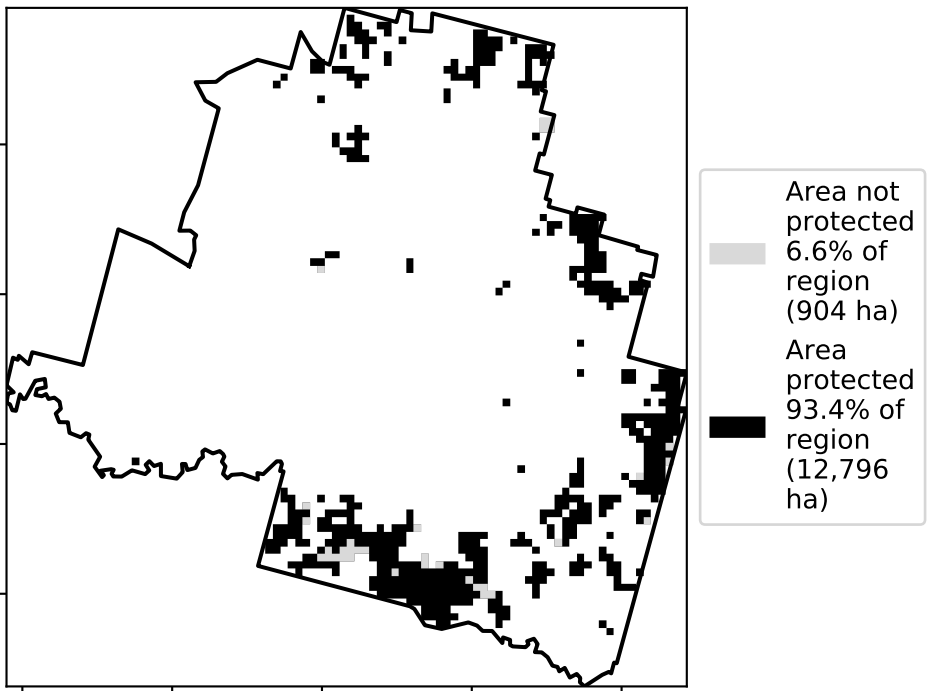 Area not
protected
6.6% of
region
(904 ha)
Area
protected
93.4% of
region
(12,796
ha)